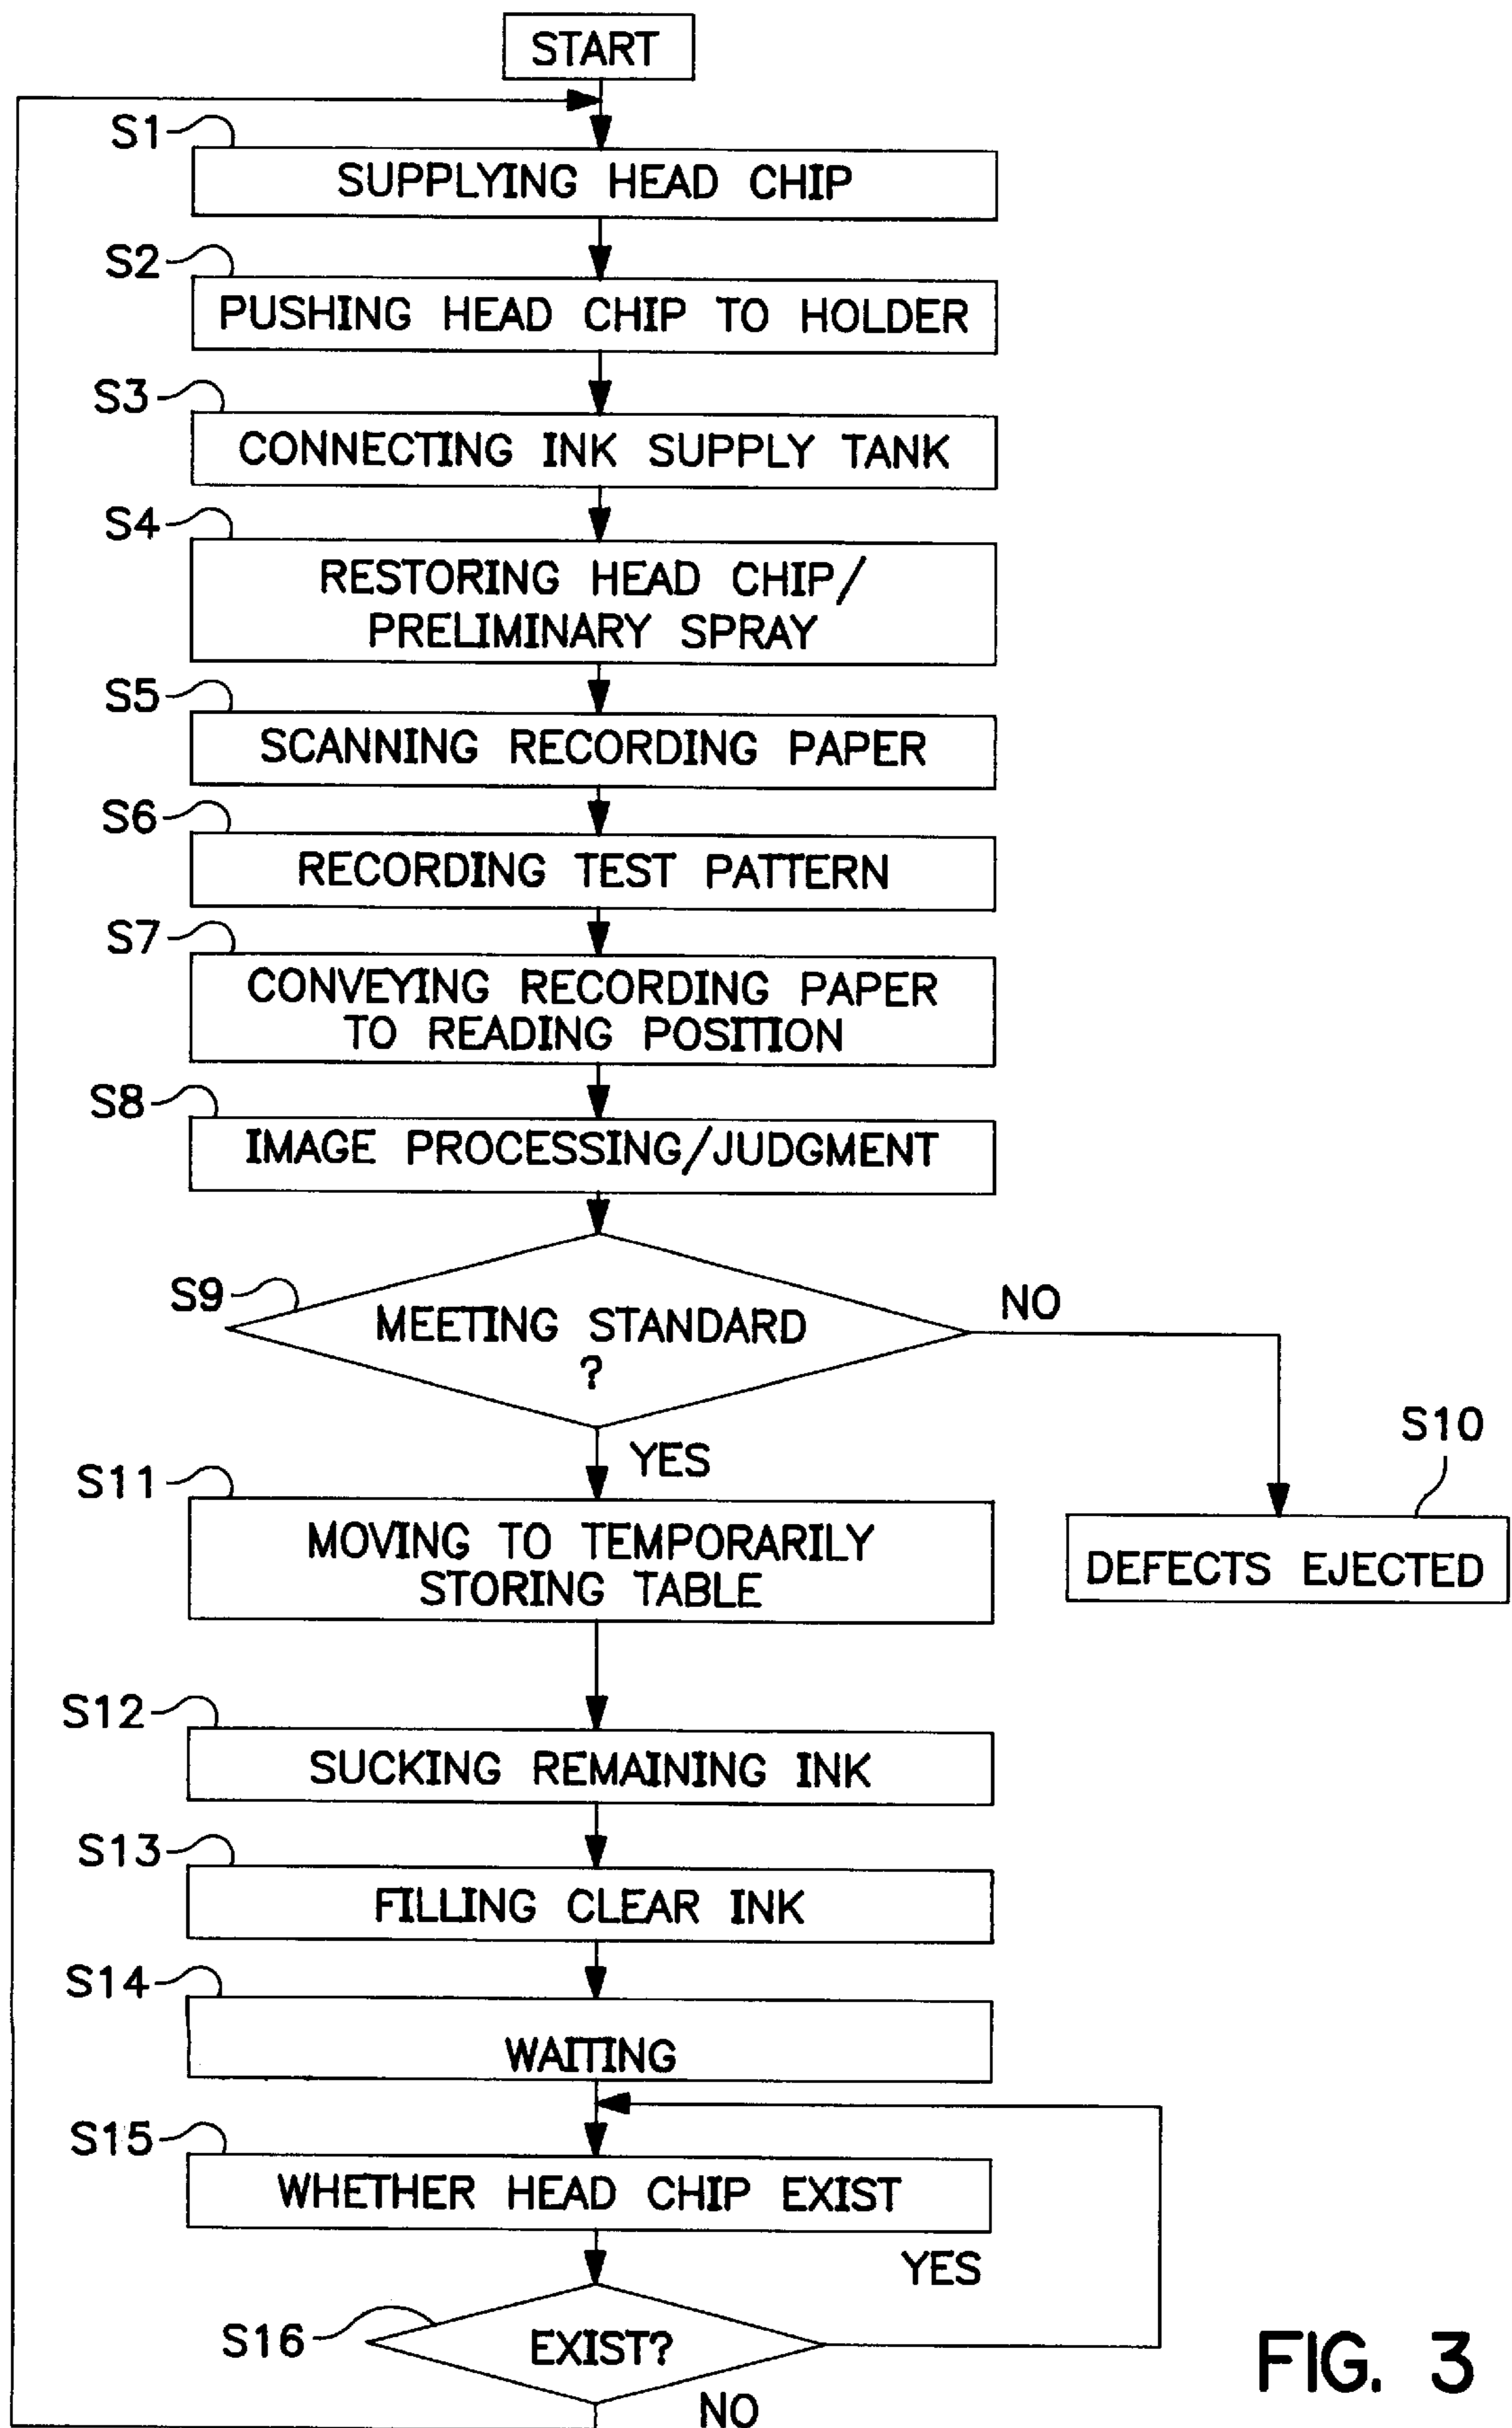 START
S1
SUPPLYING HEAD CHIP
S2
PUSHING HEAD CHIP TO HOLDER
S3
CONNECTING INK SUPPLY TANK
S4
RESTORING HEAD CHIP/
PRELIMINARY SPRAY
S5
SCANNING RECORDING PAPER
S6
RECORDING TEST PATTERN
S7
CONVEYING RECORDING PAPER
TO READING POSITION
S8
IMAGE PROCESSING/JUDGMENT
S9
MEETING STANDARD
?
NO
YES
S10
DEFECTS EJECTED
S11
MOVING TO TEMPORARILY
STORING TABLE
S12
SUCKING REMAINING INK
S13
FILLING CLEAR INK
S14
WAITING
S15
WHETHER HEAD CHIP EXIST
YES
S16
EXIST?
NO
FIG. 3